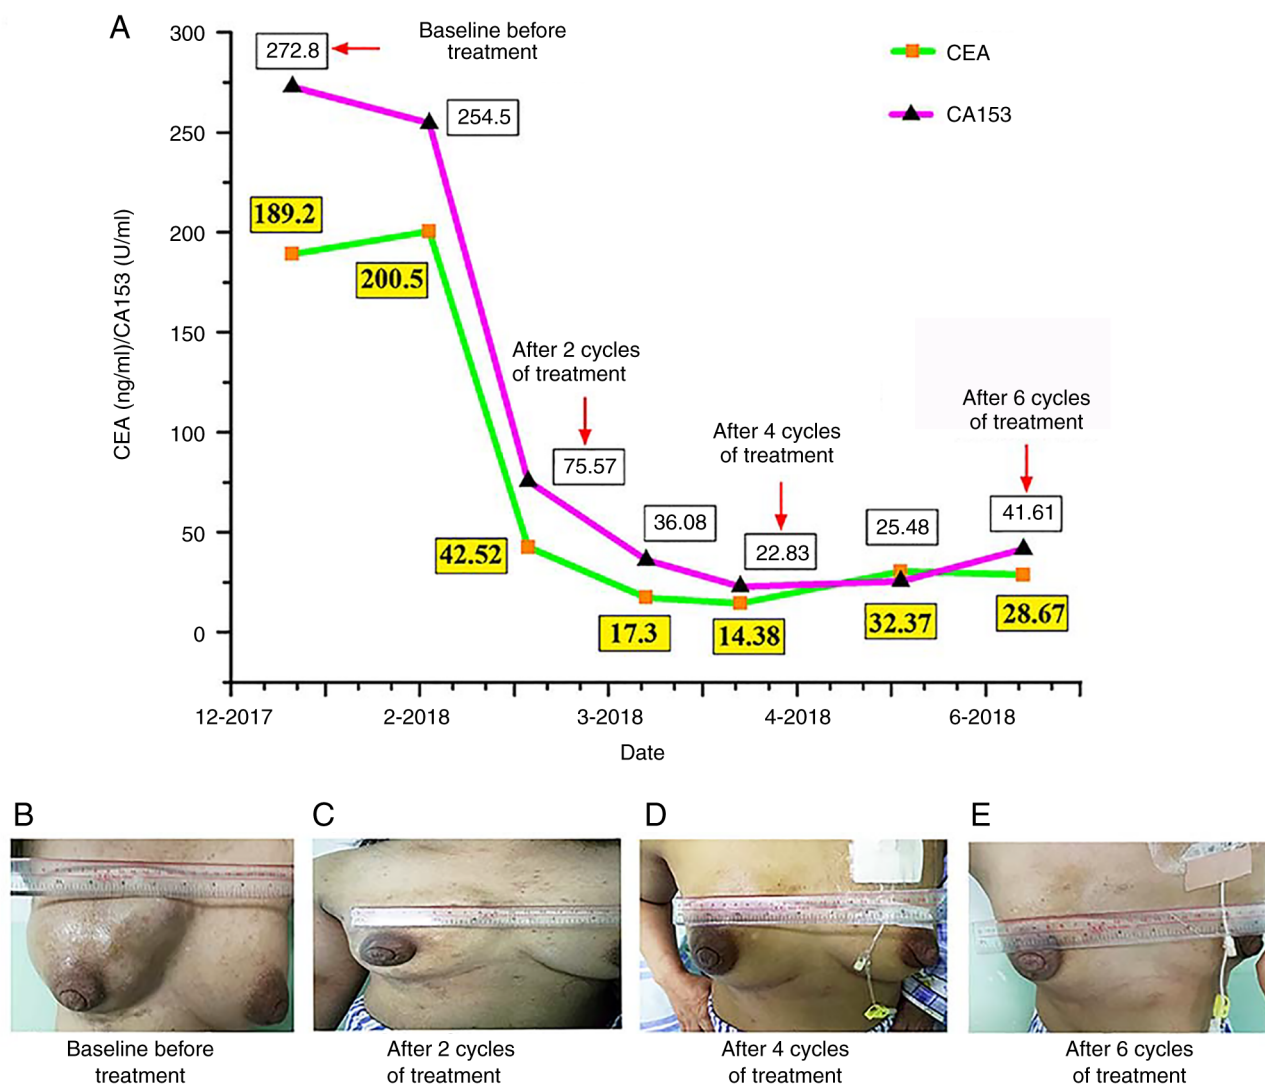 A
300
250
200
150
100
50
0
CEA (ng/ml)/CA153 (U/ml)
272.8
Baseline before
treatment
CEA
CA153
254.5
189.2
200.5
After 2 cycles
of treatment
75.57
42.52
36.08
17.3
After 4 cycles
of treatment
22.83
14.38
25.48
32.37
After 6 cycles
of treatment
41.61
28.67
12-2017
2-2018
3-2018
4-2018
6-2018
Date
B
C
D
E
Baseline before
treatment
After 2 cycles
of treatment
After 4 cycles
of treatment
After 6 cycles
of treatment